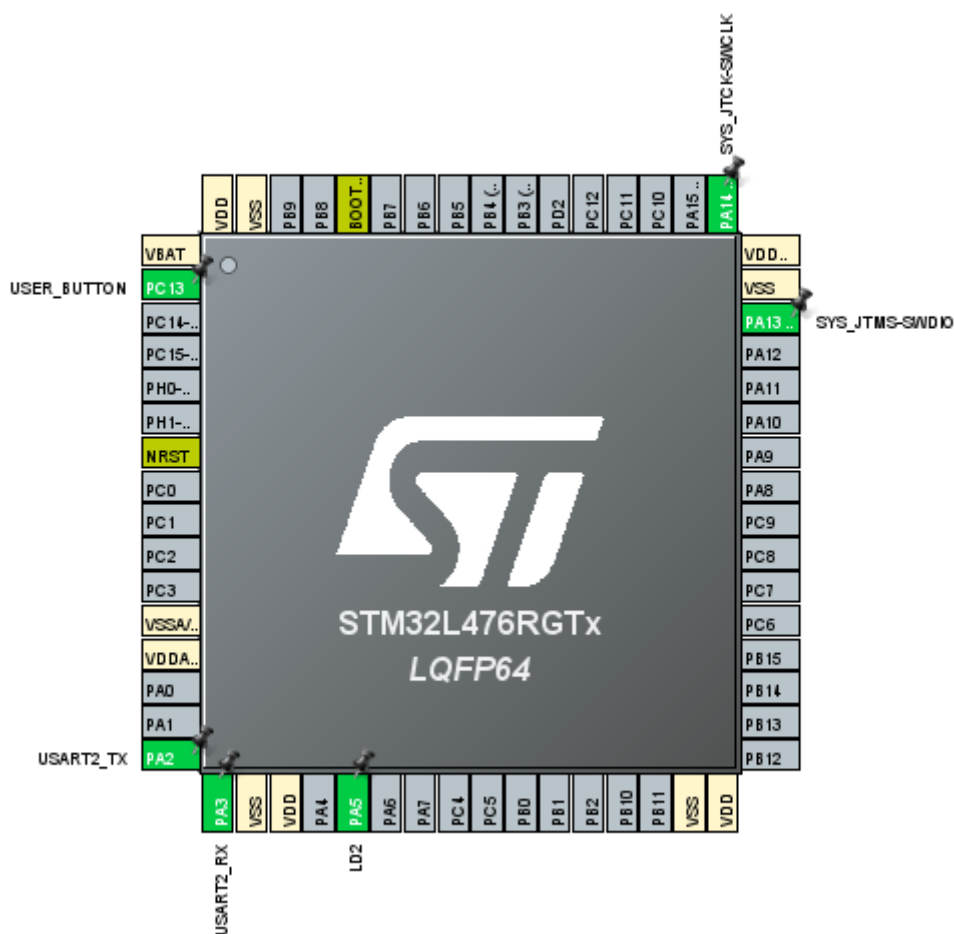 SYS_JTCK-SWCLK
VDD
VSS
PB9
PB8
BOOT..
PB7
PB6
PB5
PB4 (..
PB3 (..
PD2
PC12
PC11
PC10
PA15 ..
PA14 ..
VBAT
USER_BUTTON PC13
PC14-..
PC15-..
PH0-..
PH1-..
NRST
PC0
PC1
PC2
PC3
VSSA/..
VDDA..
PA0
PA1
USART2_TX PA2
ST
STM32L476RGTx
LQFP64
VDD..
VSS
PA13 .. SYS_JTMS-SWDIO
PA12
PA11
PA10
PA9
PA8
PC9
PC8
PC7
PC6
PB15
PB14
PB13
PB12
PA3
VSS
VDD
PA4
PA5
PA6
PA7
PC4
PC5
PB0
PB1
PB2
PB10
PB11
VSS
VDD
USART2_RX
LD2